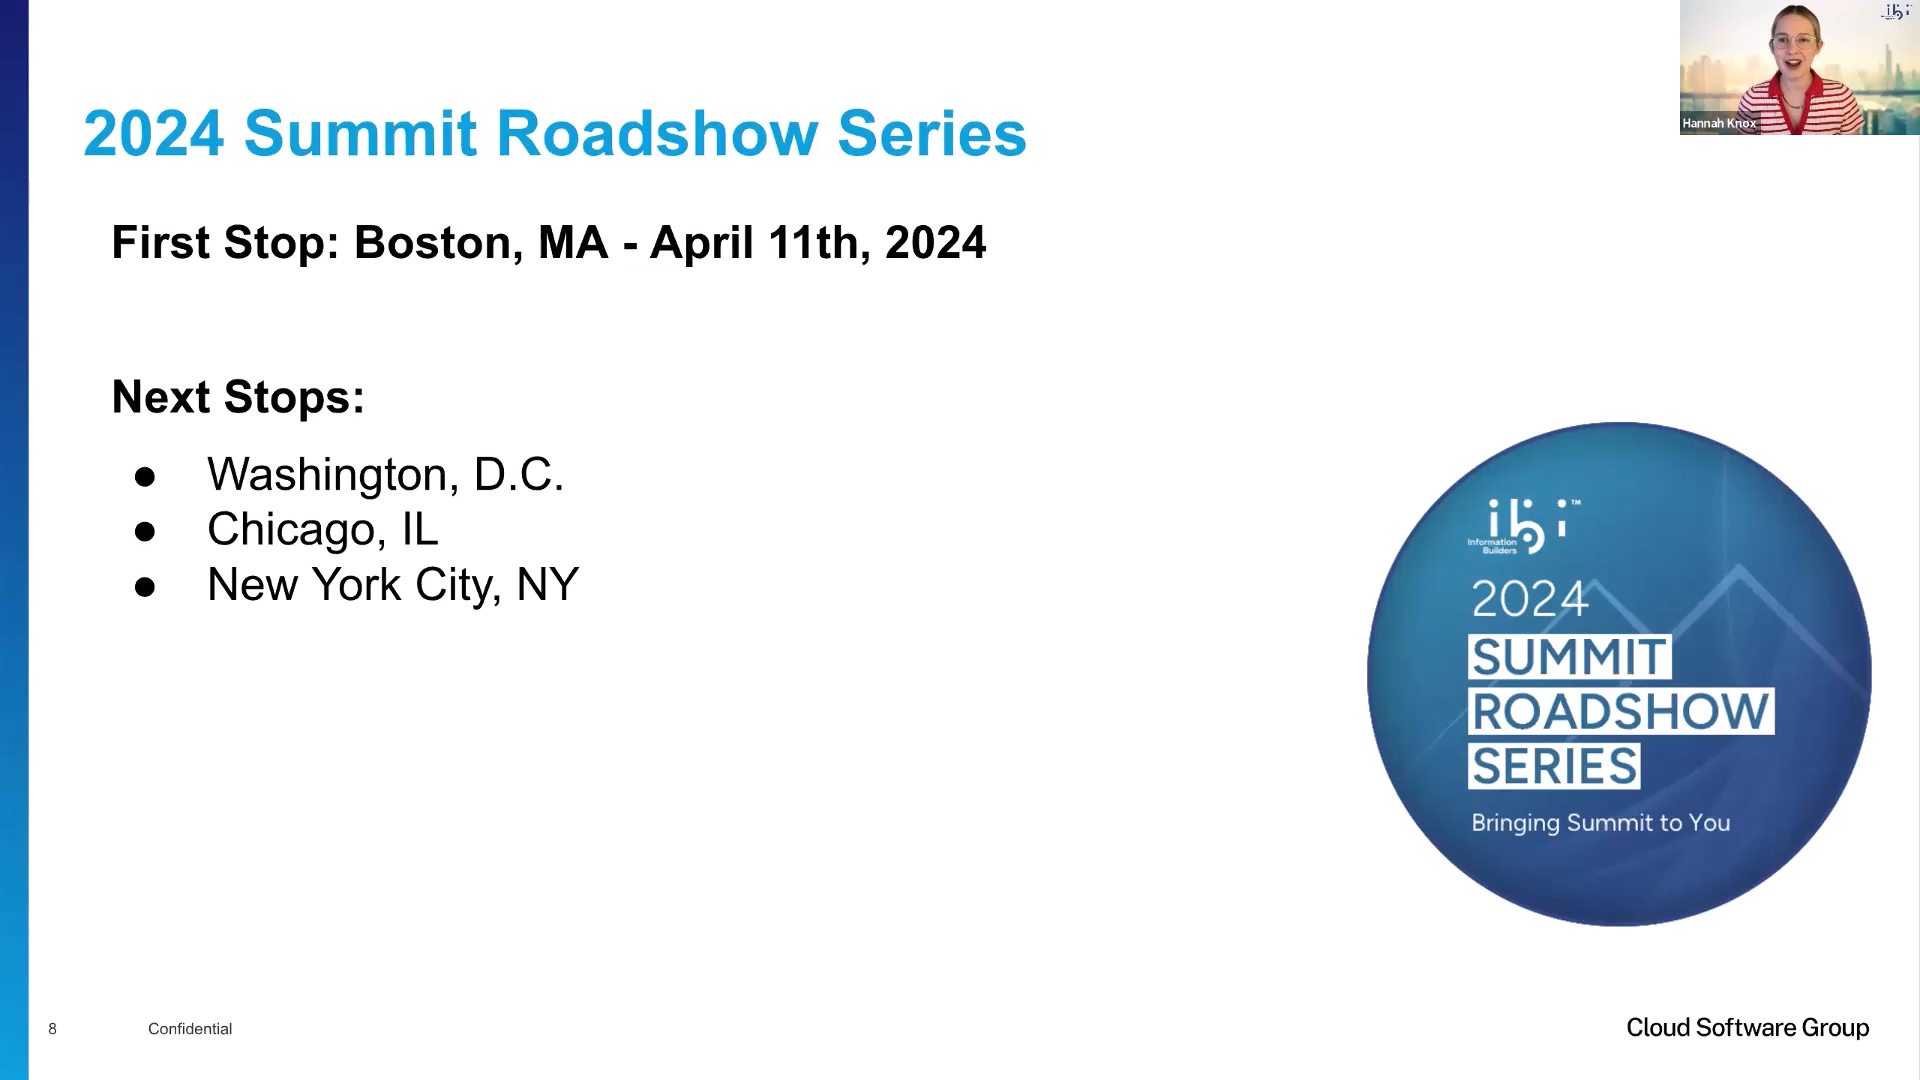 2024 Summit Roadshow Series
Hannah Knox
First Stop: Boston, MA - April 11th, 2024
Next Stops:
● Washington, D.C.
● Chicago, IL
● New York City, NY
ibi™
Information
Builders
2024
SUMMIT
ROADSHOW
SERIES
Bringing Summit to You
8
Confidential
Cloud Software Group